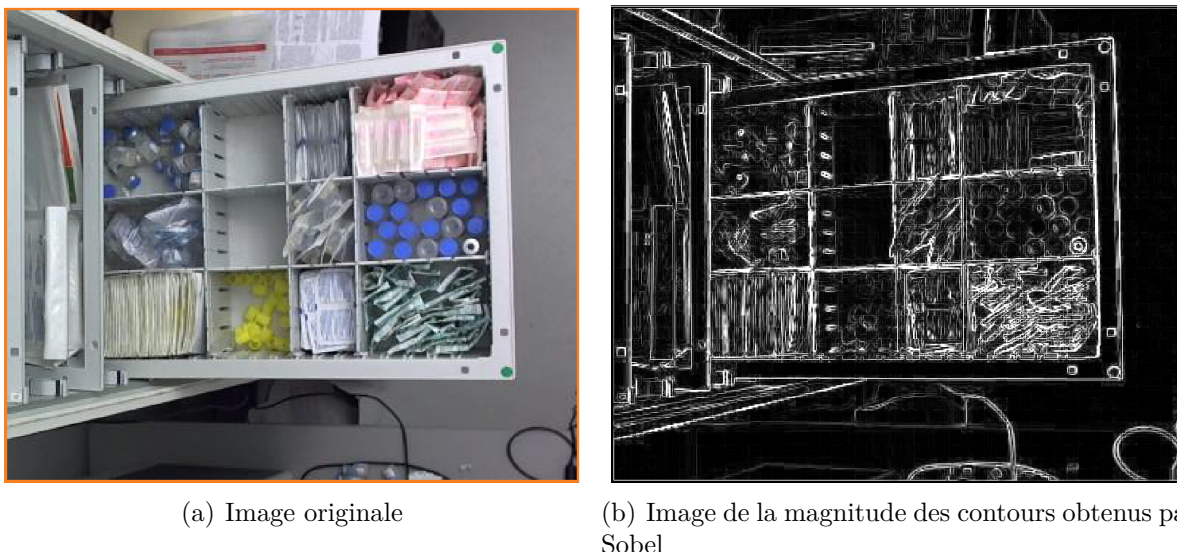 (a) Image originale
(b) Image de la magnitude des contours obtenus pa
Sobel